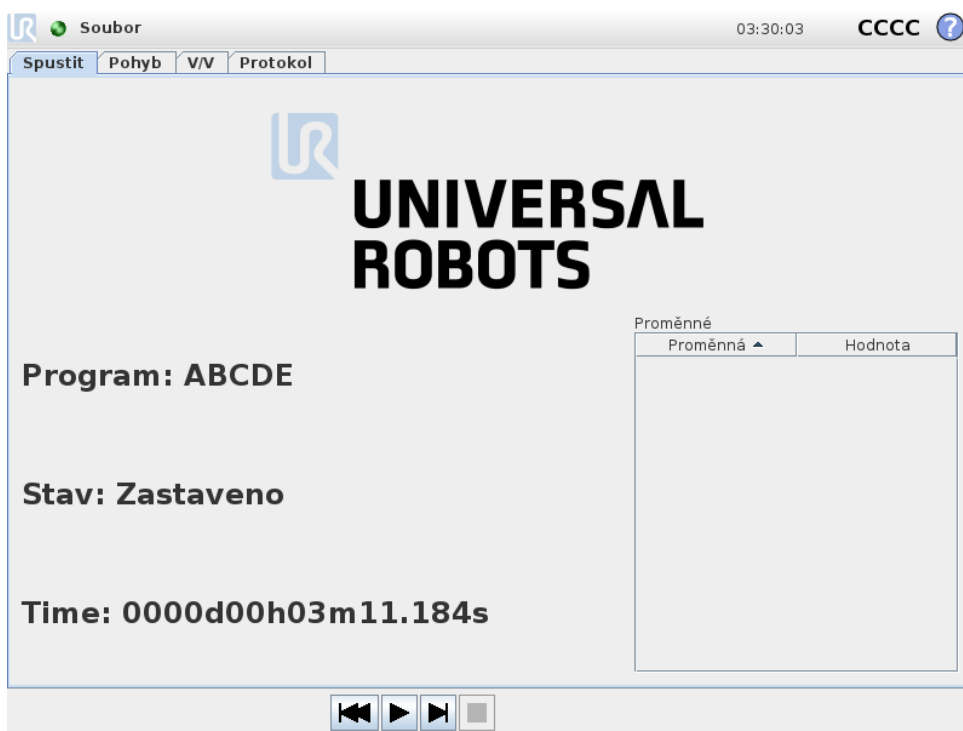 Soubor 03:30:03 CCCC ?
Spustit Pohyb V/V Protokol
UR
UNIVERSAL
ROBOTS
Proměnné
Proměnná Hodnota
Program: ABCDE
Stav: Zastaveno
Time: 0000d00h03m11.184s